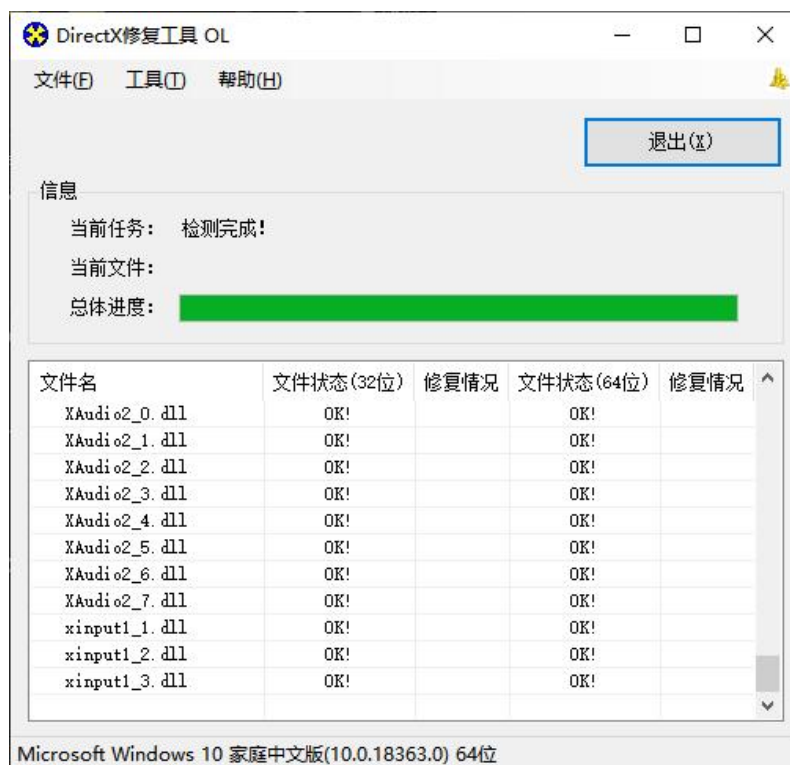 DirectX修复工具 OL
文件(F) 工具(T) 帮助(H)
退出(X)
信息
当前任务: 检测完成!
当前文件:
总体进度:
文件名 文件状态(32位) 修复情况 文件状态(64位) 修复情况
XAudio2_0.dll OK! OK!
XAudio2_1.dll OK! OK!
XAudio2_2.dll OK! OK!
XAudio2_3.dll OK! OK!
XAudio2_4.dll OK! OK!
XAudio2_5.dll OK! OK!
XAudio2_6.dll OK! OK!
XAudio2_7.dll OK! OK!
xinput1_1.dll OK! OK!
xinput1_2.dll OK! OK!
xinput1_3.dll OK! OK!
Microsoft Windows 10 家庭中文版(10.0.18363.0) 64位